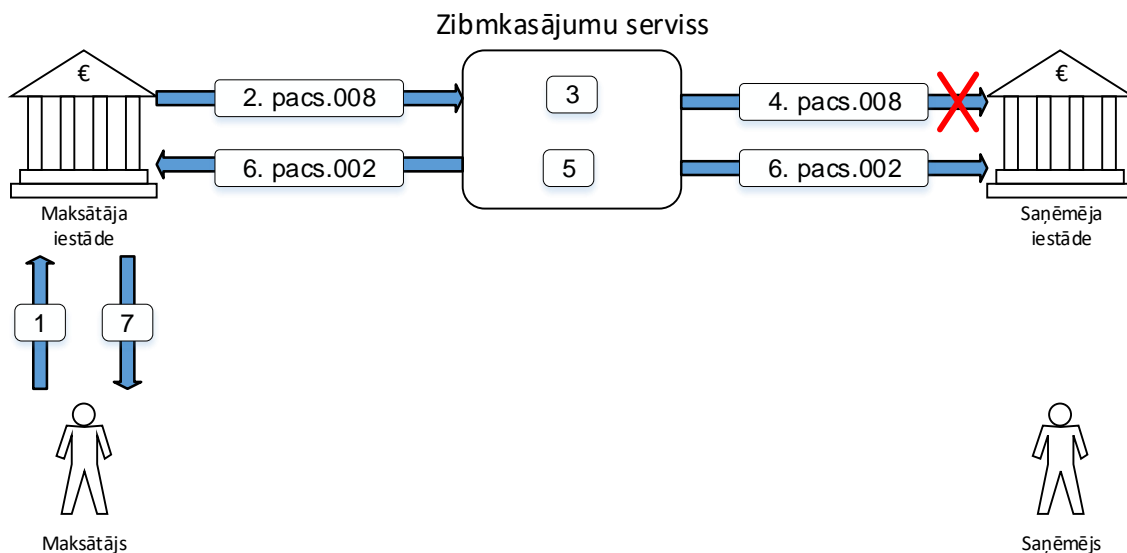 Zibmkasājumu serviss
€
€
2. pacs.008
3
4. pacs.008
6. pacs.002
5
6. pacs.002
Maksātāja
iestāde
Saņēmēja
iestāde
1
7
Maksātājs
Saņēmējs